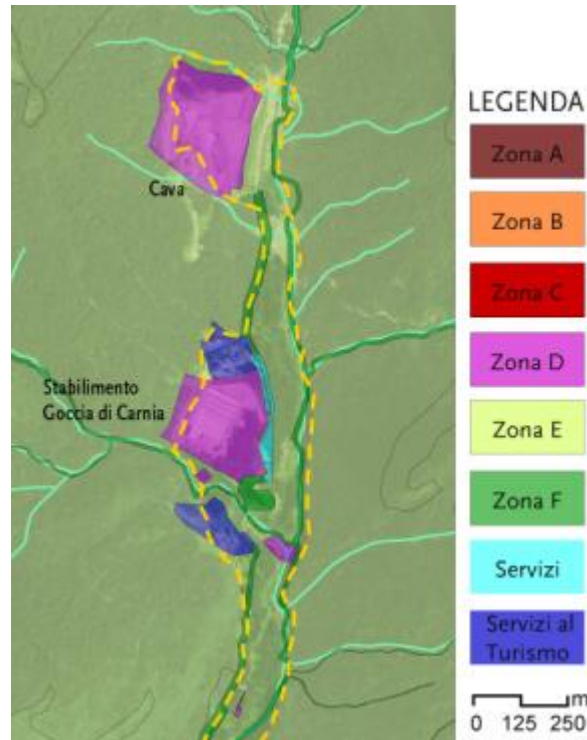 LEGENDA
Zona A
Zona B
Zona C
Zona D
Zona E
Zona F
Servizi
Servizi al
Turismo
m
0 125 250
Cava
Stabilimento
Goccia di Carnia